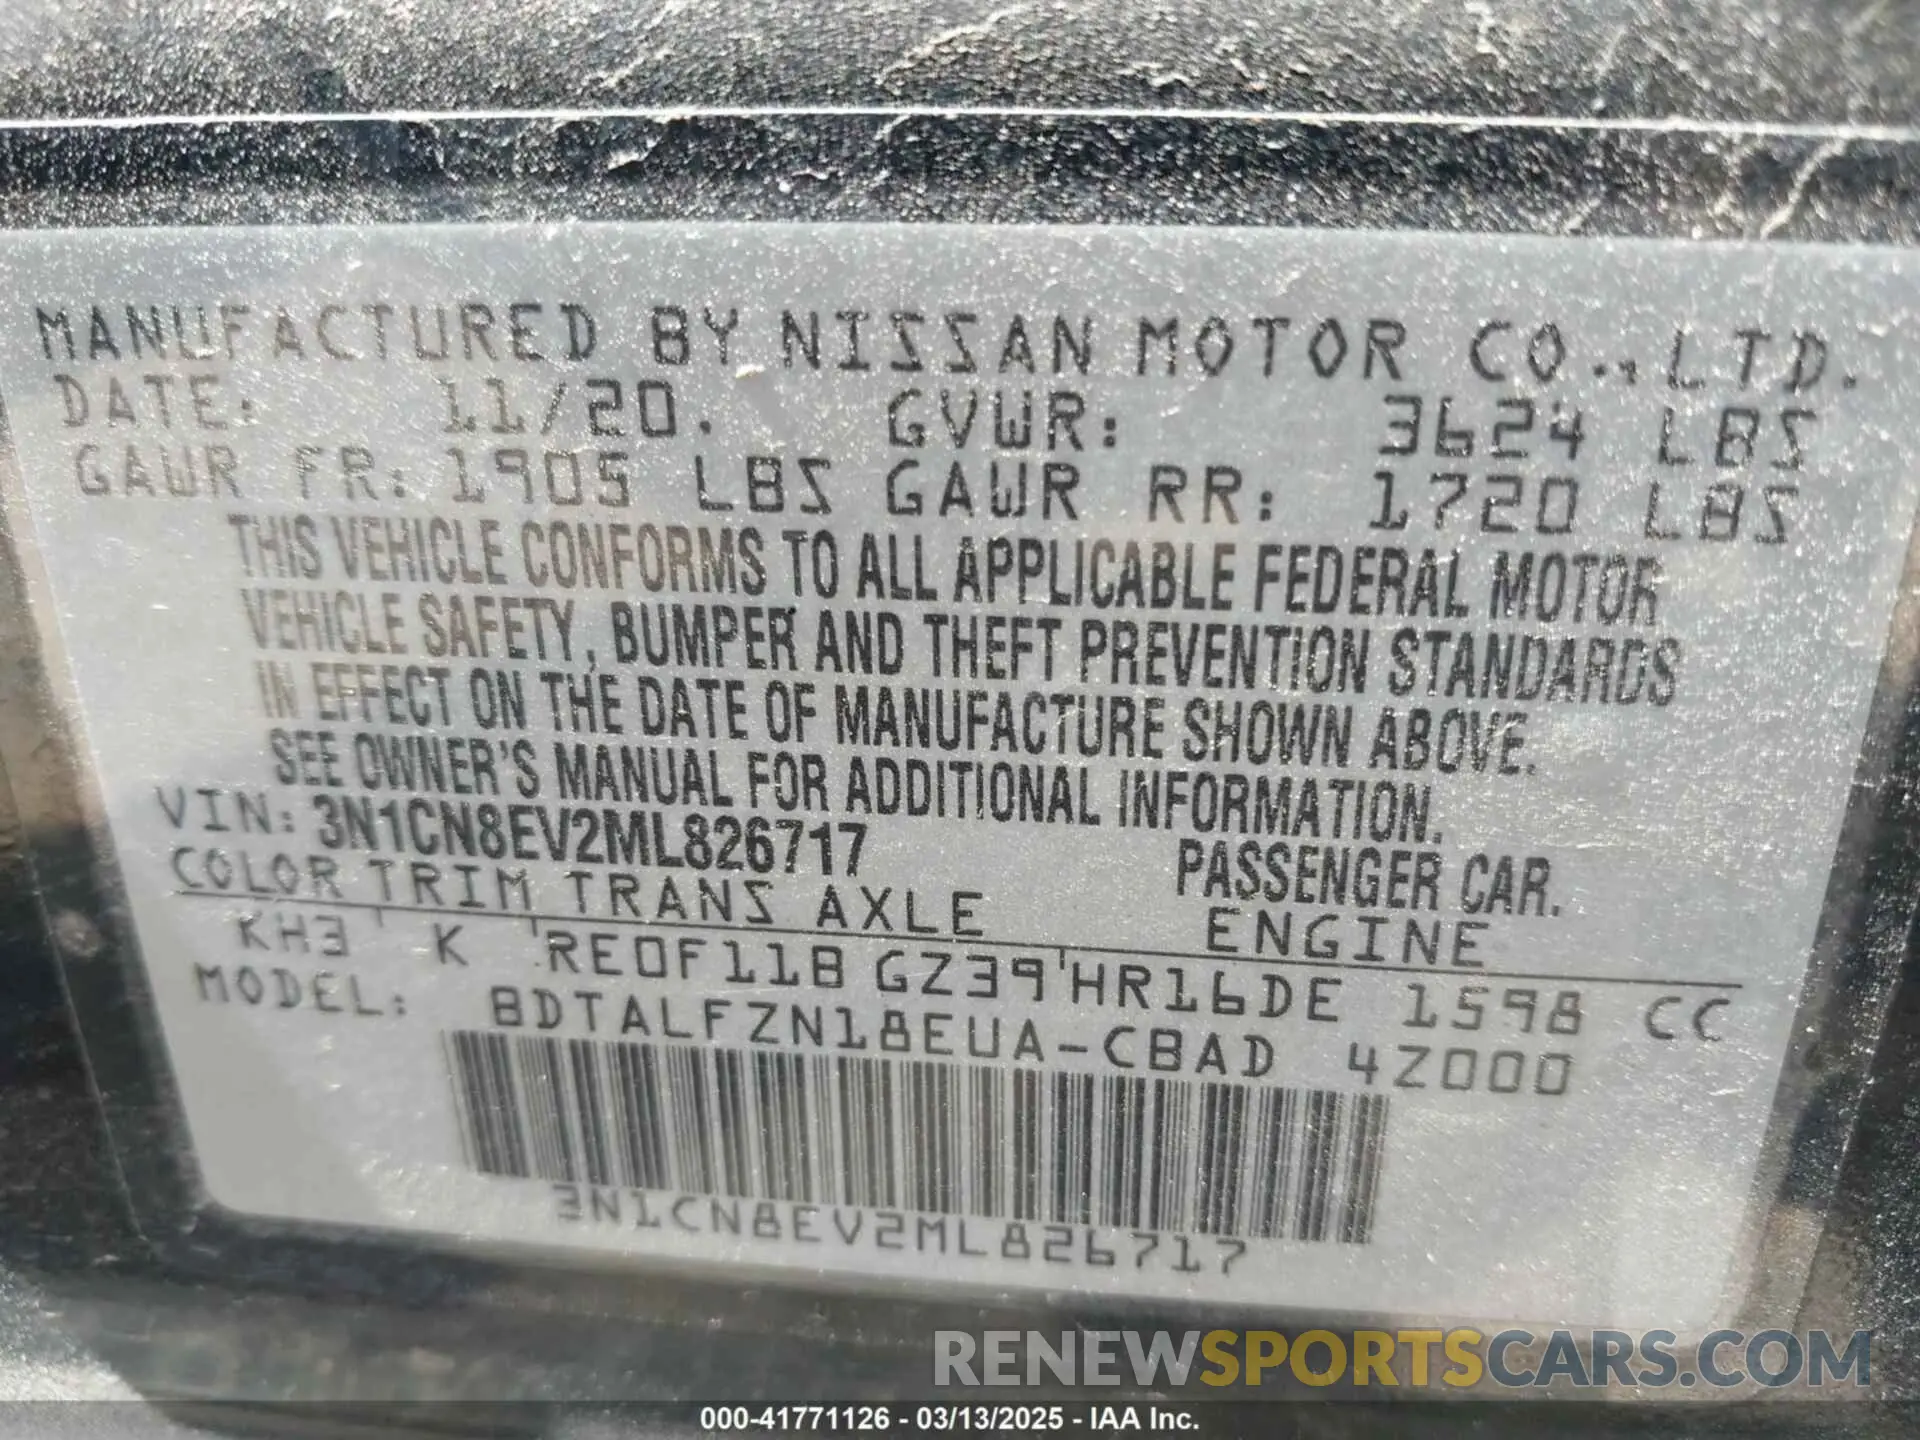 MANUFACTURED BY NISSAN MOTOR CO., LTD.
DATE: 11/20. GVWR: 3624 LBS
GAWR FR: 1905 LBS GAWR RR: 1720 LBS
THIS VEHICLE CONFORMS TO ALL APPLICABLE FEDERAL MOTOR
VEHICLE SAFETY, BUMPER AND THEFT PREVENTION STANDARDS
IN EFFECT ON THE DATE OF MANUFACTURE SHOWN ABOVE.
SEE OWNER'S MANUAL FOR ADDITIONAL INFORMATION.
VIN: 3N1CN8EV2ML826717 PASSENGER CAR.
COLOR TRIM TRANS AXLE ENGINE
KH3 K RE0F11B GZ39 HR16DE 1598 CC
MODEL: BDTALFZN18EUA-CBAD 4Z000
3N1CN8EV2ML826717
RENEWSPORTSCARS.COM
000-41771126 - 03/13/2025 - IAA Inc.